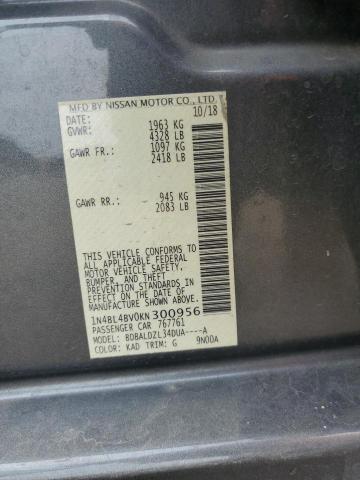 MFD BY NISSAN MOTOR CO., LTD.
DATE: 10/18
GVWR: 1963 KG
4328 LB
GAWR FR.: 1097 KG
2418 LB
GAWR RR.: 945 KG
2083 LB
THIS VEHICLE CONFORMS TO
ALL APPLICABLE FEDERAL
MOTOR VEHICLE SAFETY,
BUMPER, AND THEFT
PREVENTION STANDARDS
IN EFFECT ON THE DATE OF
MANUFACTURE SHOWN ABOVE.
1N4BL4BV0KN300956
PASSENGER CAR 767761
MODEL: BDBALDZL34DUA----A
COLOR: KAD TRIM: G 9N00A